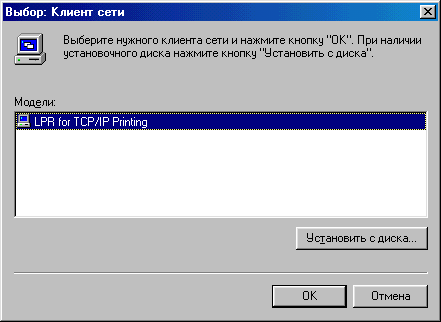 Выбор: Клиент сети
Выберите нужного клиента сети и нажмите кнопку "OK". При наличии
установочного диска нажмите кнопку "Установить с диска".
Модели:
LPR for TCP/IP Printing
Установить с диска...
OK
Отмена